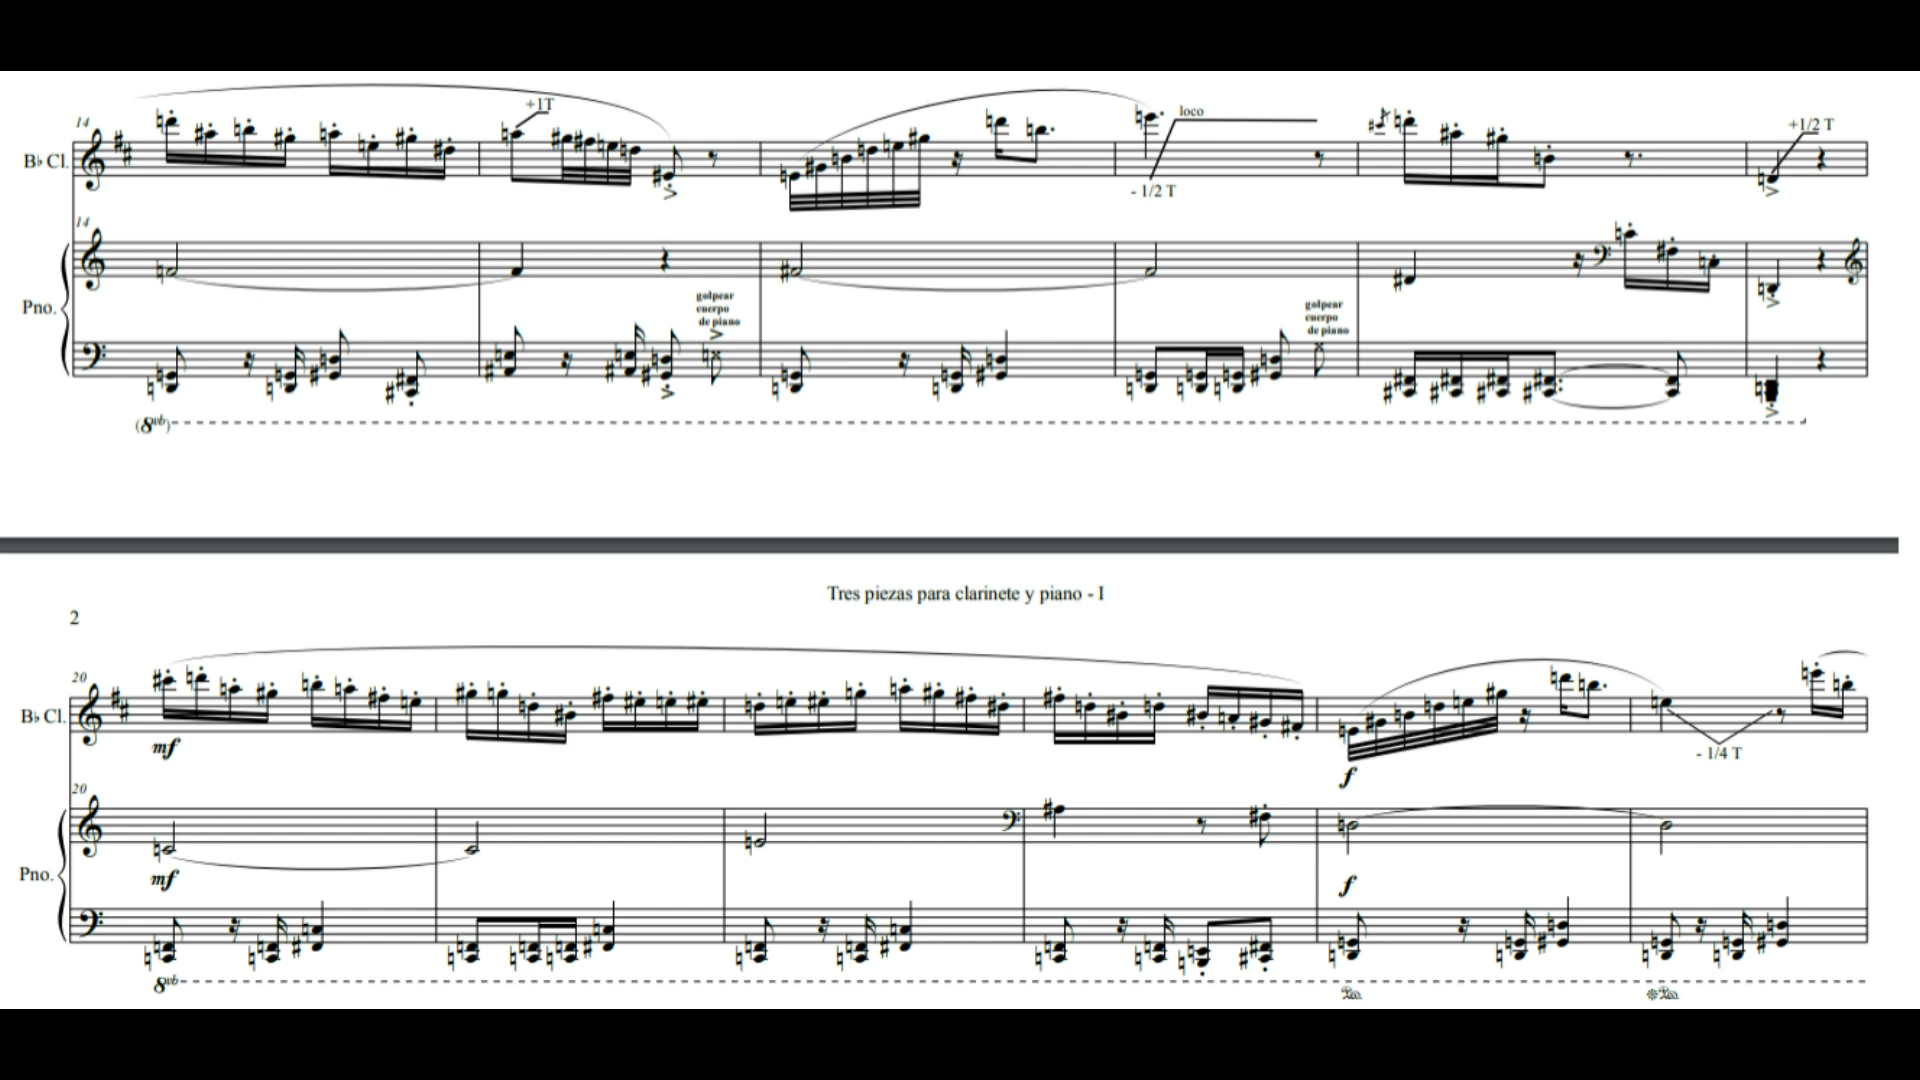 14
+1T
loco
+1/2 T
B♭ Cl.
- 1/2 T
14
Pno.
golpear
cuerpo
de piano
golpear
cuerpo
de piano
(8vb)
Tres piezas para clarinete y piano - I
2
20
B♭ Cl.
mf
- 1/4 T
f
20
Pno.
mf
f
8vb